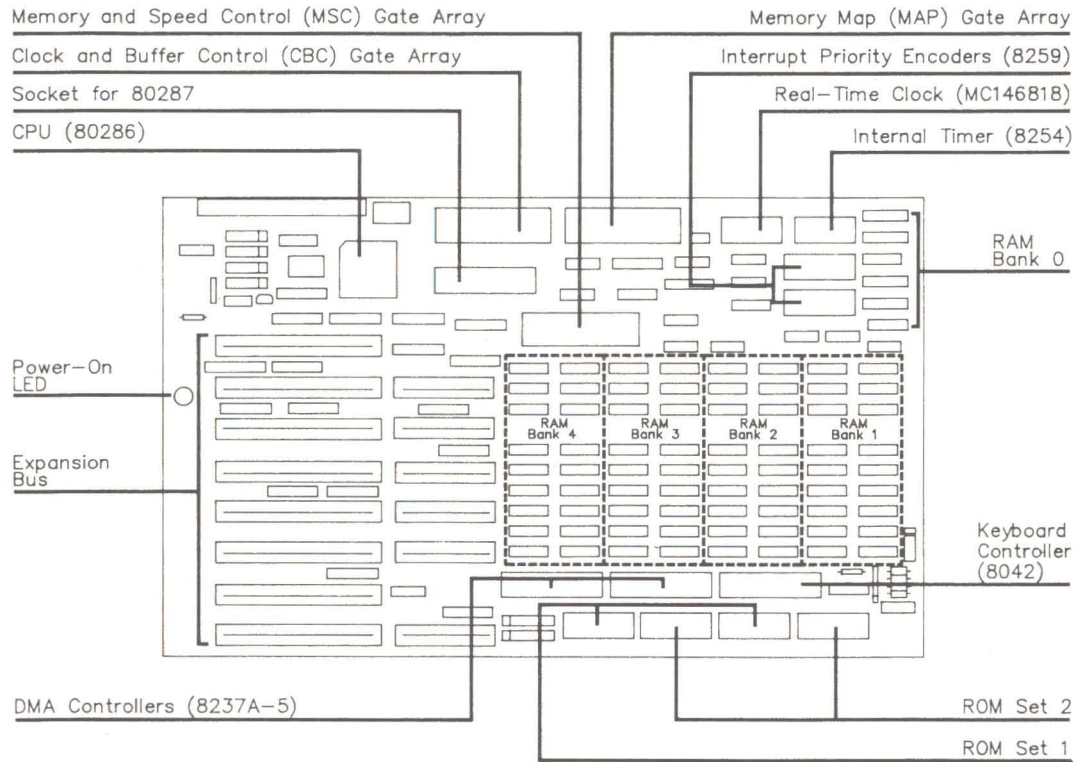 Memory and Speed Control (MSC) Gate Array
Memory Map (MAP) Gate Array
Clock and Buffer Control (CBC) Gate Array
Interrupt Priority Encoders (8259)
Socket for 80287
Real-Time Clock (MC146818)
CPU (80286)
Internal Timer (8254)
RAM
Bank 0
Power-On
LED
RAM
Bank 4
RAM
Bank 3
RAM
Bank 2
RAM
Bank 1
Expansion
Bus
Keyboard
Controller
(8042)
DMA Controllers (8237A-5)
ROM Set 2
ROM Set 1